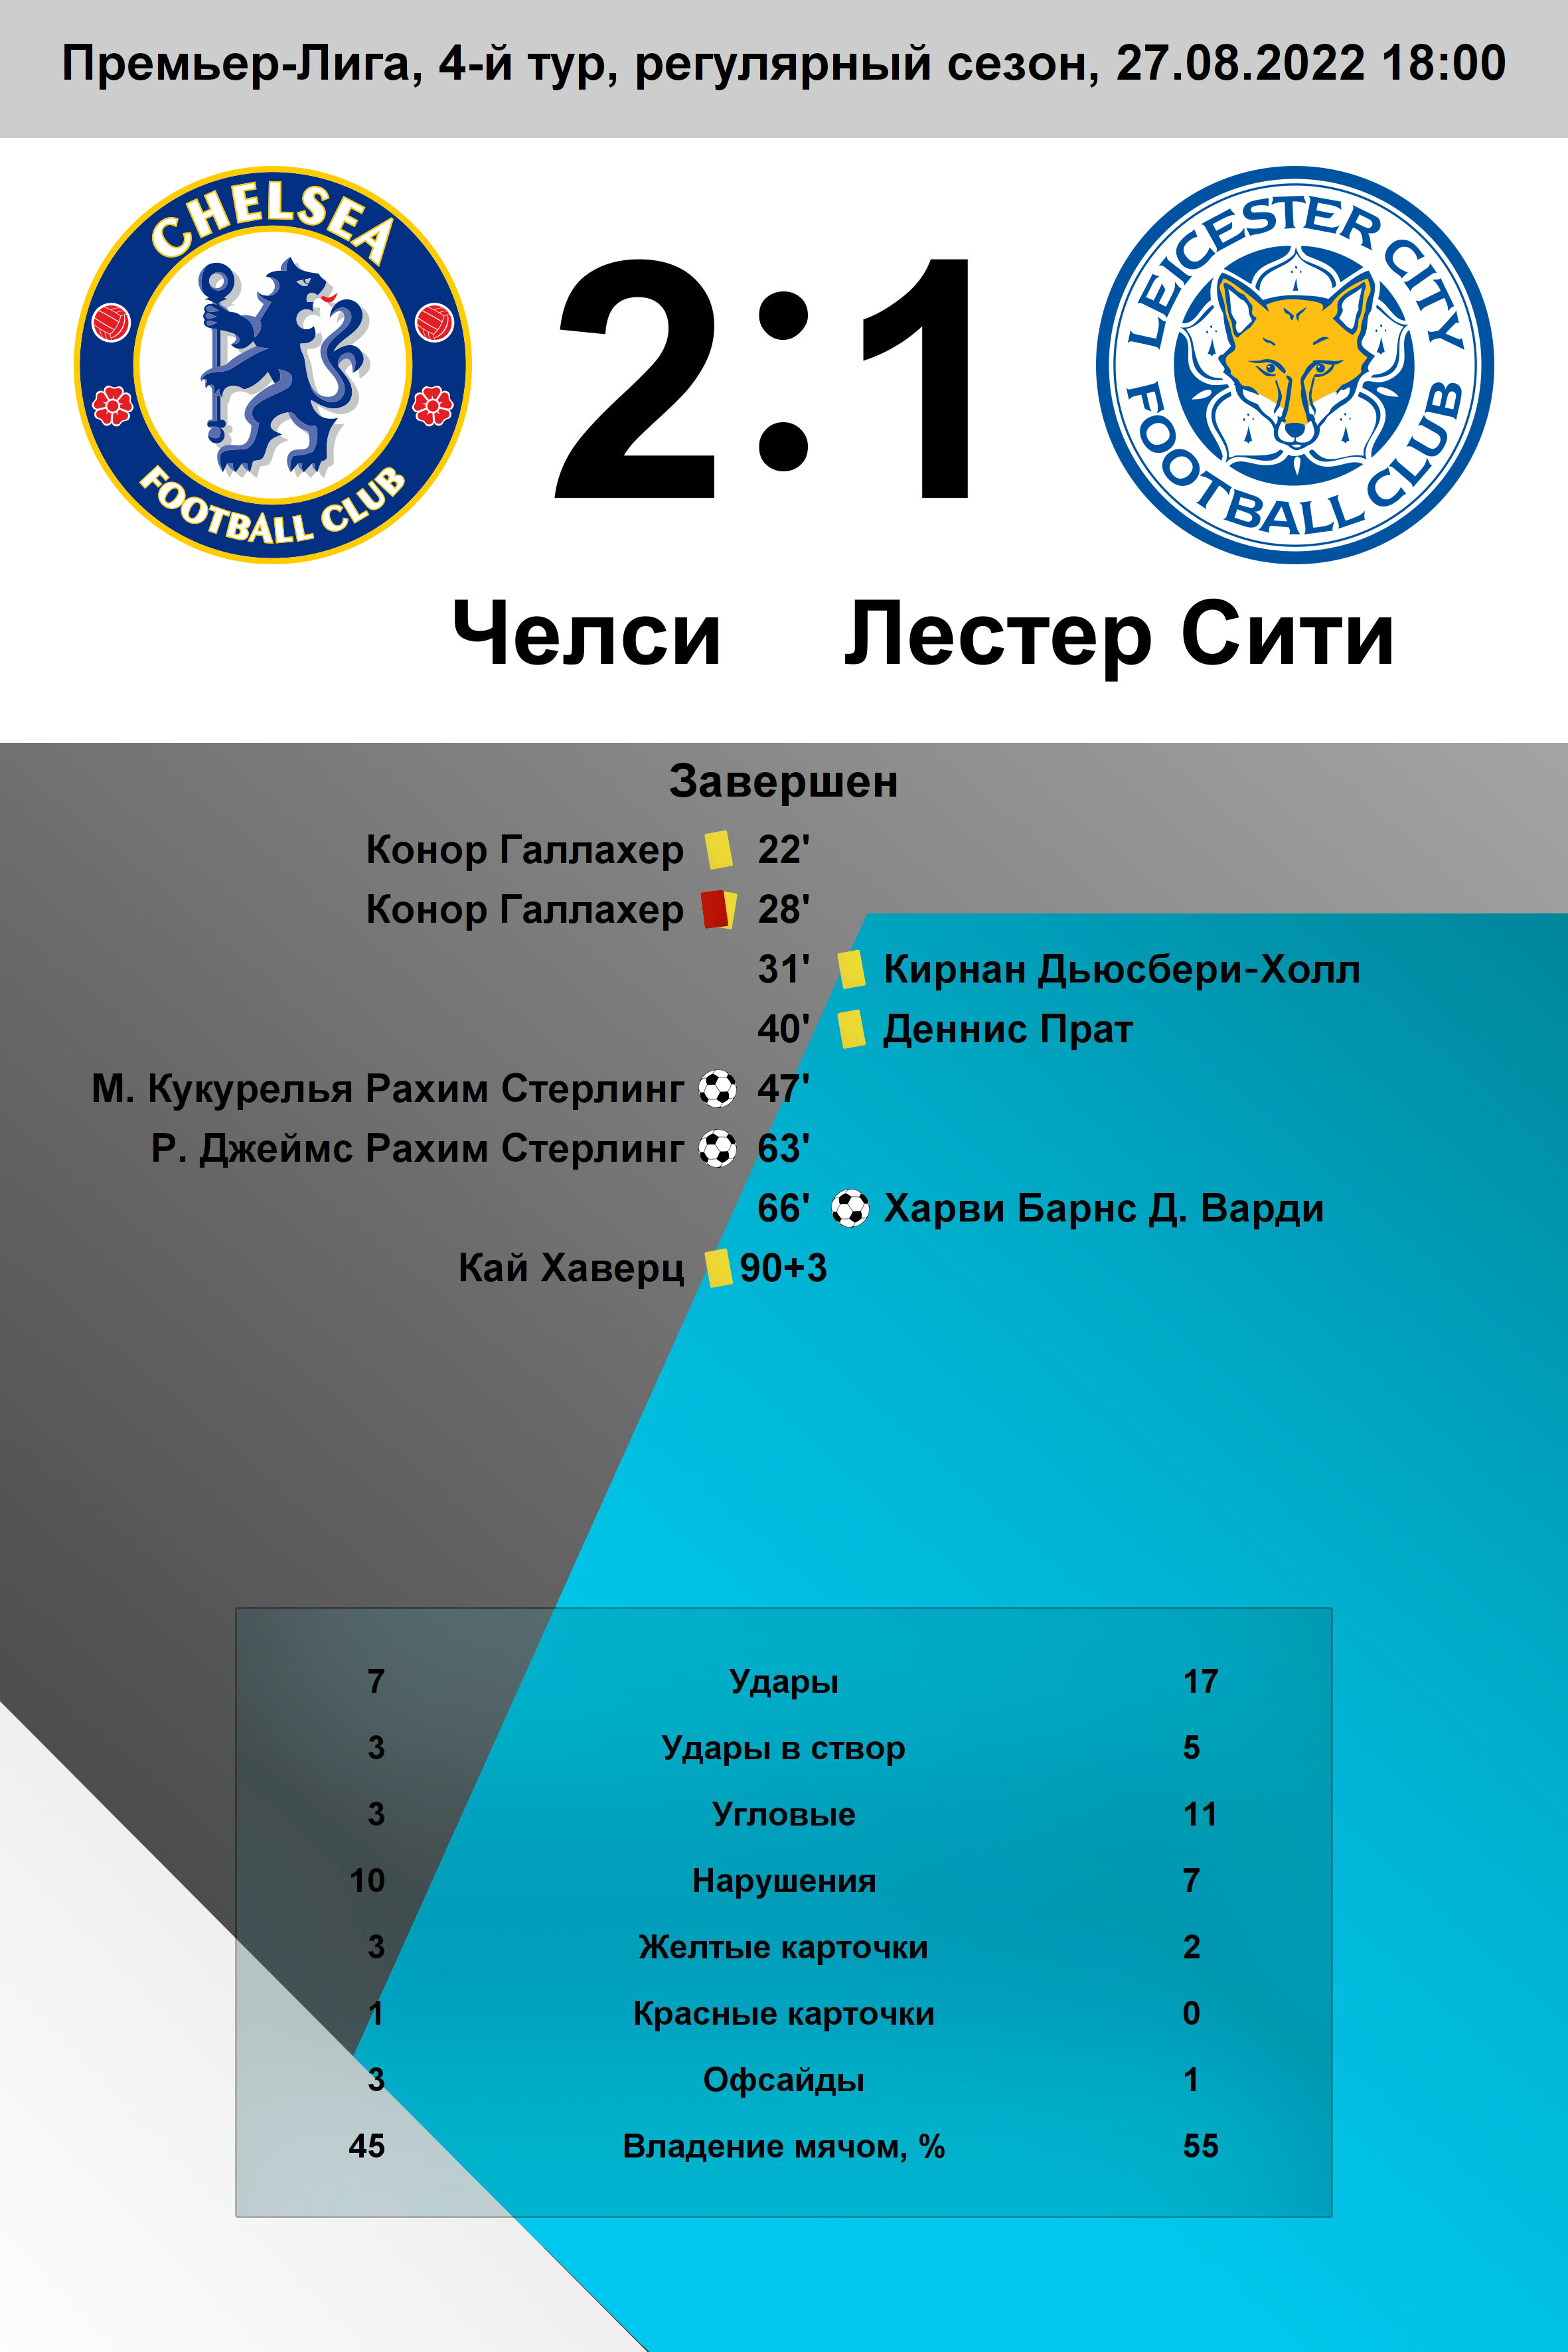 Премьер-Лига, 4-й тур, регулярный сезон, 27.08.2022 18:00
CHELSEA
FOOTBALL CLUB
2:1
LEICESTER CITY
FOOTBALL CLUB
Челси Лестер Сити
Завершен
Конор Галлахер 22'
Конор Галлахер 28'
31' Кирнан Дьюсбери-Холл
40' Деннис Прат
М. Кукурелья Рахим Стерлинг 47'
Р. Джеймс Рахим Стерлинг 63'
66' Харви Барнс Д. Варди
Кай Хаверц 90+3
7 Удары 17
3 Удары в створ 5
3 Угловые 11
10 Нарушения 7
3 Желтые карточки 2
1 Красные карточки 0
3 Офсайды 1
45 Владение мячом, % 55